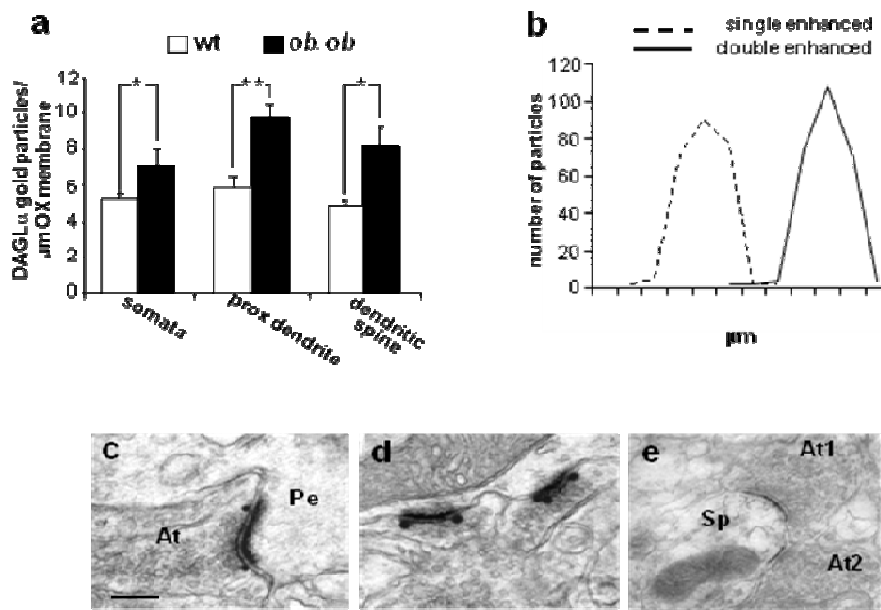 a
wt
ob ob
DAGLα gold particles/
μm OX membrane
12
10
8
6
4
2
0
*
**
*
somata
prox dendrite
dendritic
spine
b
single enhanced
double enhanced
number of particles
120
100
80
60
40
20
0
μm
c
At
Pe
d
e
At1
Sp
At2